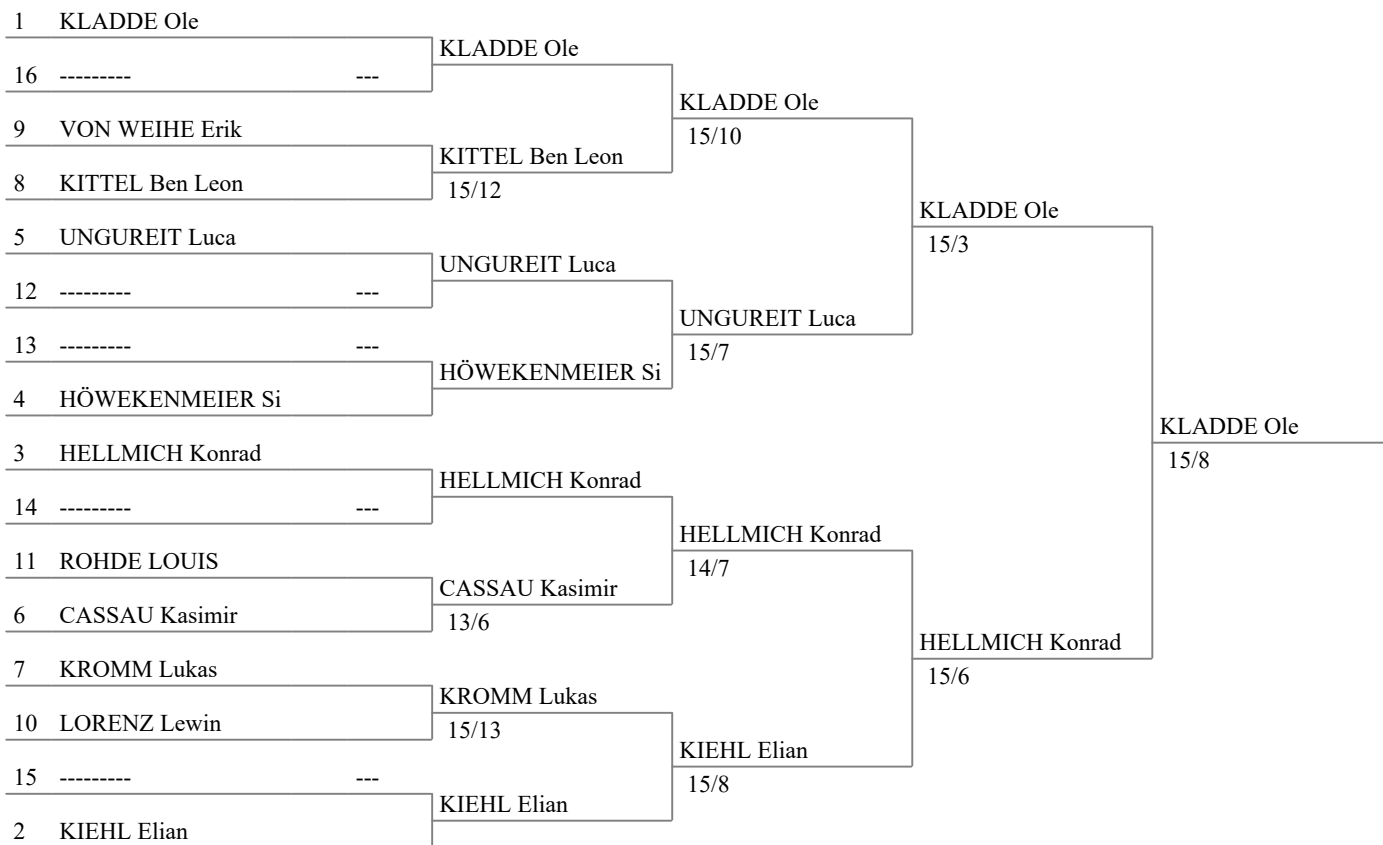 1 KLADDE Ole
KLADDE Ole
16 --------- ---
KLADDE Ole
9 VON WEIHE Erik
15/10
KITTEL Ben Leon
8 KITTEL Ben Leon
15/12
KLADDE Ole
5 UNGUREIT Luca
15/3
UNGUREIT Luca
12 --------- ---
UNGUREIT Luca
13 --------- ---
15/7
HÖWEKENMEIER Si
4 HÖWEKENMEIER Si
KLADDE Ole
3 HELLMICH Konrad
15/8
HELLMICH Konrad
14 --------- ---
HELLMICH Konrad
11 ROHDE LOUIS
14/7
CASSAU Kasimir
6 CASSAU Kasimir
13/6
HELLMICH Konrad
7 KROMM Lukas
15/6
KROMM Lukas
10 LORENZ Lewin
15/13
KIEHL Elian
15 --------- ---
15/8
KIEHL Elian
2 KIEHL Elian